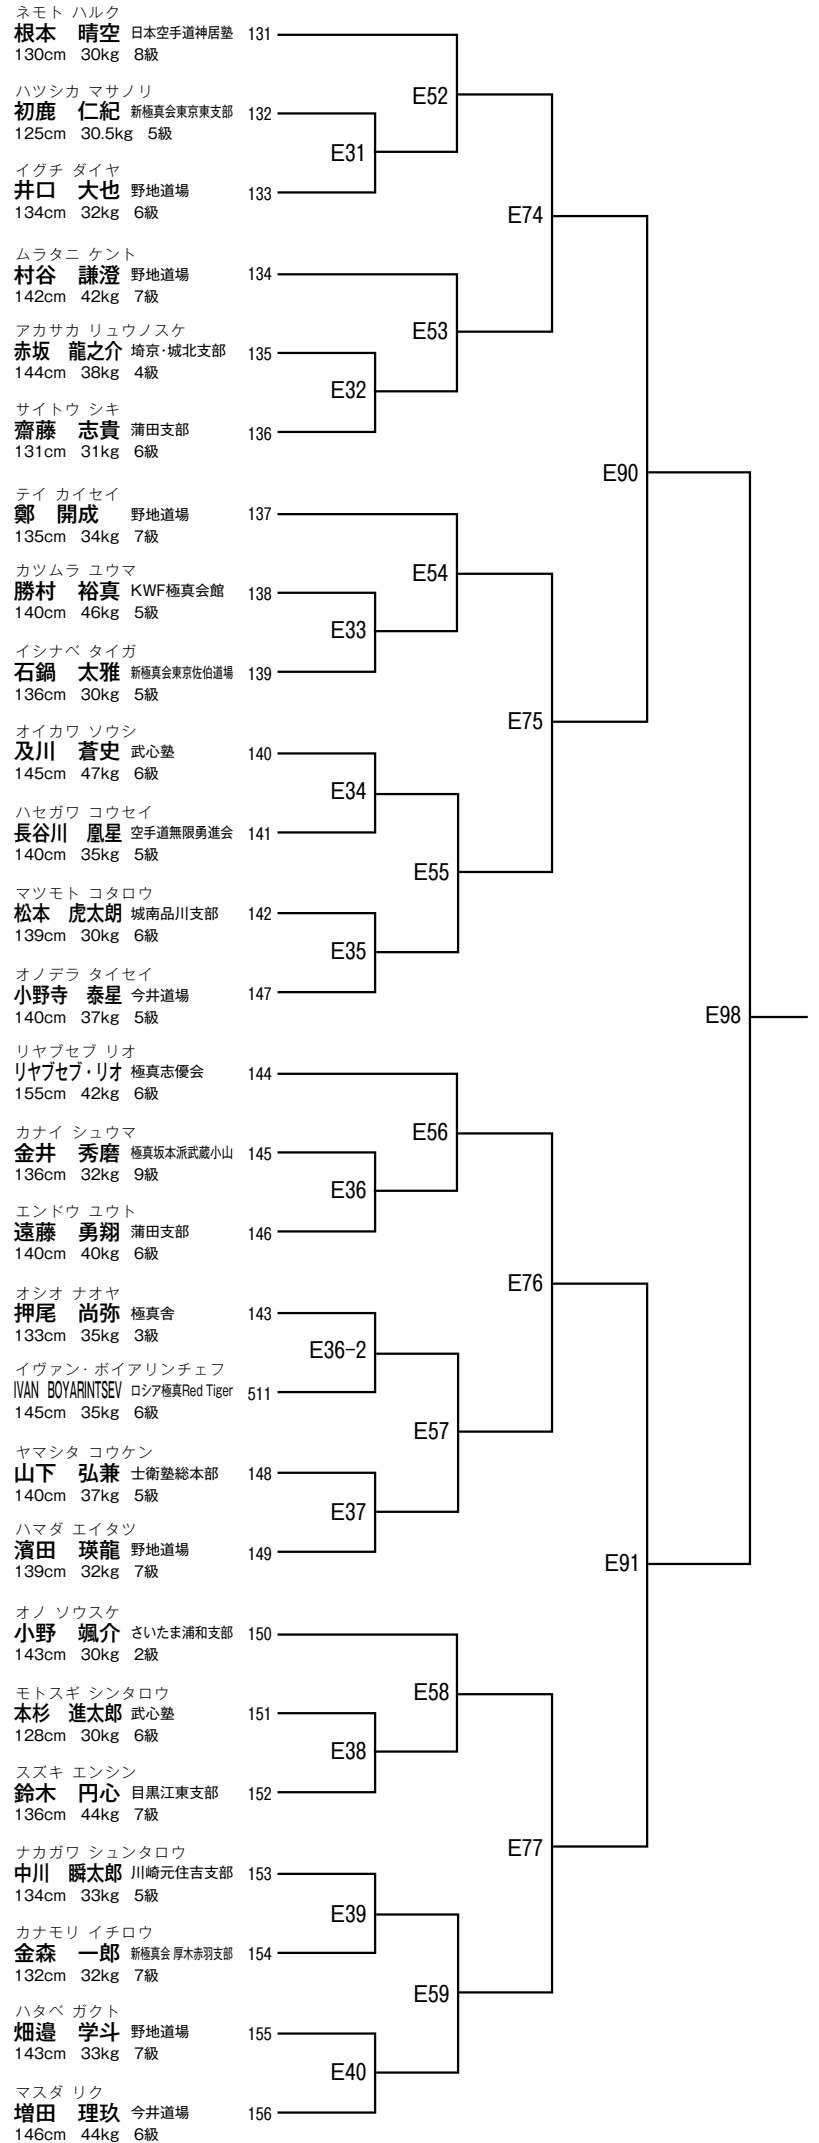 ネモト ハルク
根本 晴空 日本空手道神居塾 131
130cm 30kg 8級
E52
ハツシカ マサノリ
初鹿 仁紀 新極真会東京東支部 132
125cm 30.5kg 5級
E31
イグチ ダイヤ
井口 大也 野地道場 133
134cm 32kg 6級
E74
ムラタニ ケント
村谷 謙澄 野地道場 134
142cm 42kg 7級
E53
アカサカ リュウノスケ
赤坂 龍之介 埼京･城北支部 135
144cm 38kg 4級
E32
サイトウ シキ
齋藤 志貴 蒲田支部 136
131cm 31kg 6級
E90
テイ カイセイ
鄭 開成 野地道場 137
135cm 34kg 7級
E54
カツムラ ユウマ
勝村 裕真 KWF極真会館 138
140cm 46kg 5級
E33
イシナベ タイガ
石鍋 太雅 新極真会東京佐伯道場 139
136cm 30kg 5級
E75
オイカワ ソウシ
及川 蒼史 武心塾 140
145cm 47kg 6級
E34
ハセガワ コウセイ
長谷川 凰星 空手道無限勇進会 141
140cm 35kg 5級
E55
マツモト コタロウ
松本 虎太朗 城南品川支部 142
139cm 30kg 6級
E35
オノデラ タイセイ
小野寺 泰星 今井道場 147
140cm 37kg 5級
E98
リヤブセブ リオ
リヤブセブ・リオ 極真志優会 144
155cm 42kg 6級
E56
カナイ シュウマ
金井 秀磨 極真坂本派武蔵小山 145
136cm 32kg 9級
E36
エンドウ ユウト
遠藤 勇翔 蒲田支部 146
140cm 40kg 6級
E76
オシオ ナオヤ
押尾 尚弥 極真舎 143
133cm 35kg 3級
E36-2
イヴァン･ボイアリンチェフ
IVAN BOYARINTSEV ロシア極真Red Tiger 511
145cm 35kg 6級
E57
ヤマシタ コウケン
山下 弘兼 士衛塾総本部 148
140cm 37kg 5級
E37
ハマダ エイタツ
濱田 瑛龍 野地道場 149
139cm 32kg 7級
E91
オノ ソウスケ
小野 颯介 さいたま浦和支部 150
143cm 30kg 2級
E58
モトスギ シンタロウ
本杉 進太郎 武心塾 151
128cm 30kg 6級
E38
スズキ エンシン
鈴木 円心 目黒江東支部 152
136cm 44kg 7級
E77
ナカガワ シュンタロウ
中川 瞬太郎 川崎元住吉支部 153
134cm 33kg 5級
E39
カナモリ イチロウ
金森 一郎 新極真会 厚木赤羽支部 154
132cm 32kg 7級
E59
ハタベ ガクト
畑邉 学斗 野地道場 155
143cm 33kg 7級
E40
マスダ リク
増田 理玖 今井道場 156
146cm 44kg 6級